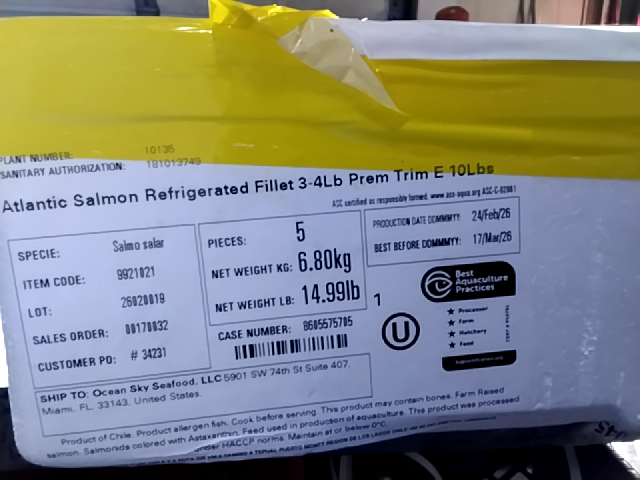 PLANT NUMBER: 10135
SANITARY AUTHORIZATION: 181013749
Atlantic Salmon Refrigerated Fillet 3-4Lb Prem Trim E 10Lbs
ASC certified as responsibly farmed. www.asc-aqua.org
SPECIE: Salmo salar
ITEM CODE: 9921021
LOT: 26020019
SALES ORDER: 00170032
CUSTOMER PO: # 34231
PIECES: 5
NET WEIGHT KG: 6.80kg
NET WEIGHT LB: 14.99lb
CASE NUMBER: 8605575705
PRODUCTION DATE DDMMMYY: 24/Feb/26
BEST BEFORE DDMMMYY: 17/Mar/26
1
U
Best
Aquaculture
Practices
Processor
Farm
Hatchery
Feed
SHIP TO: Ocean Sky Seafood, LLC 5901 SW 74th St Suite 407,
Miami, FL, 33143, United States.
Product of Chile. Product allergen fish. Cook before serving. This product may contain bones. Farm Raised
salmon. Salmonids colored with Astaxanthin. Feed used in production of aquaculture. This product was processed
under HACCP norms. Maintain at or below 0°C.